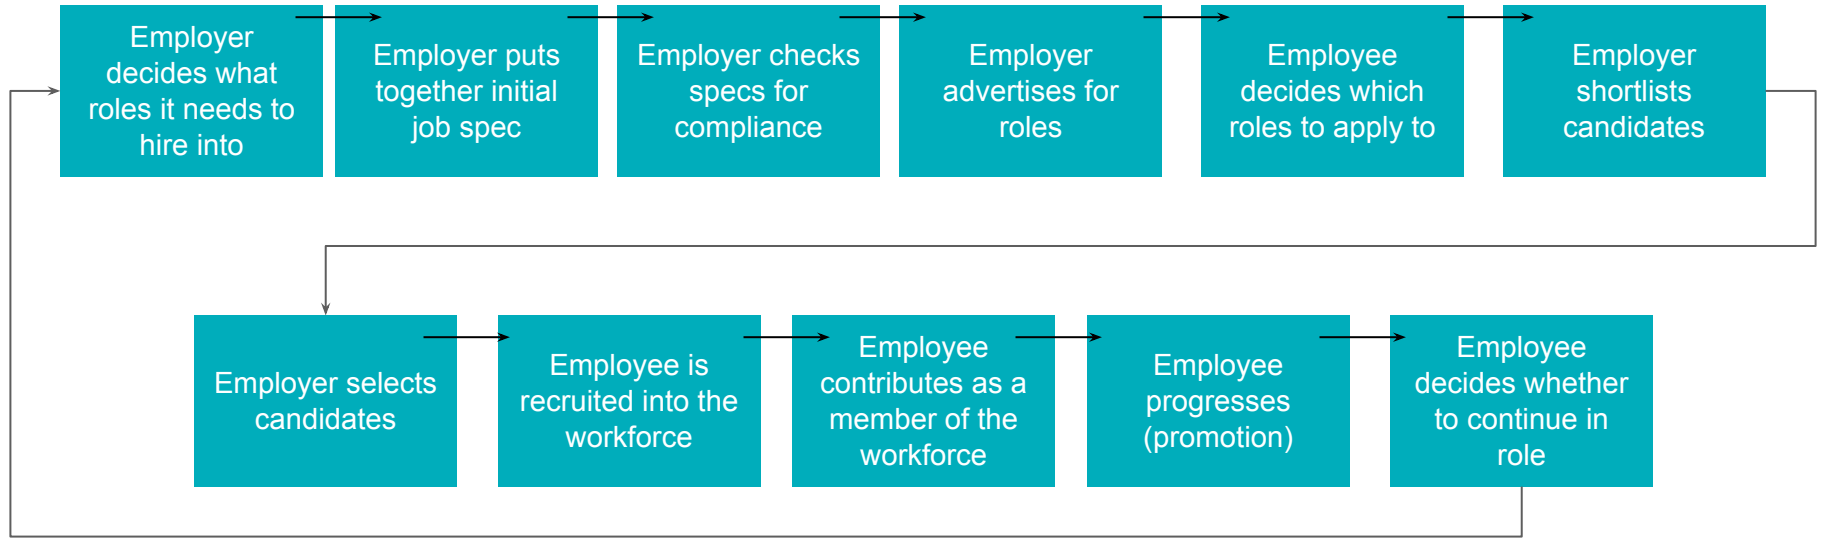 Employer
decides what
roles it needs to
hire into
Employer puts
together initial
job spec
Employer checks
specs for
compliance
Employer
advertises for
roles
Employee
decides which
roles to apply to
Employer
shortlists
candidates
Employer selects
candidates
Employee is
recruited into the
workforce
Employee
contributes as a
member of the
workforce
Employee
progresses
(promotion)
Employee
decides whether
to continue in
role